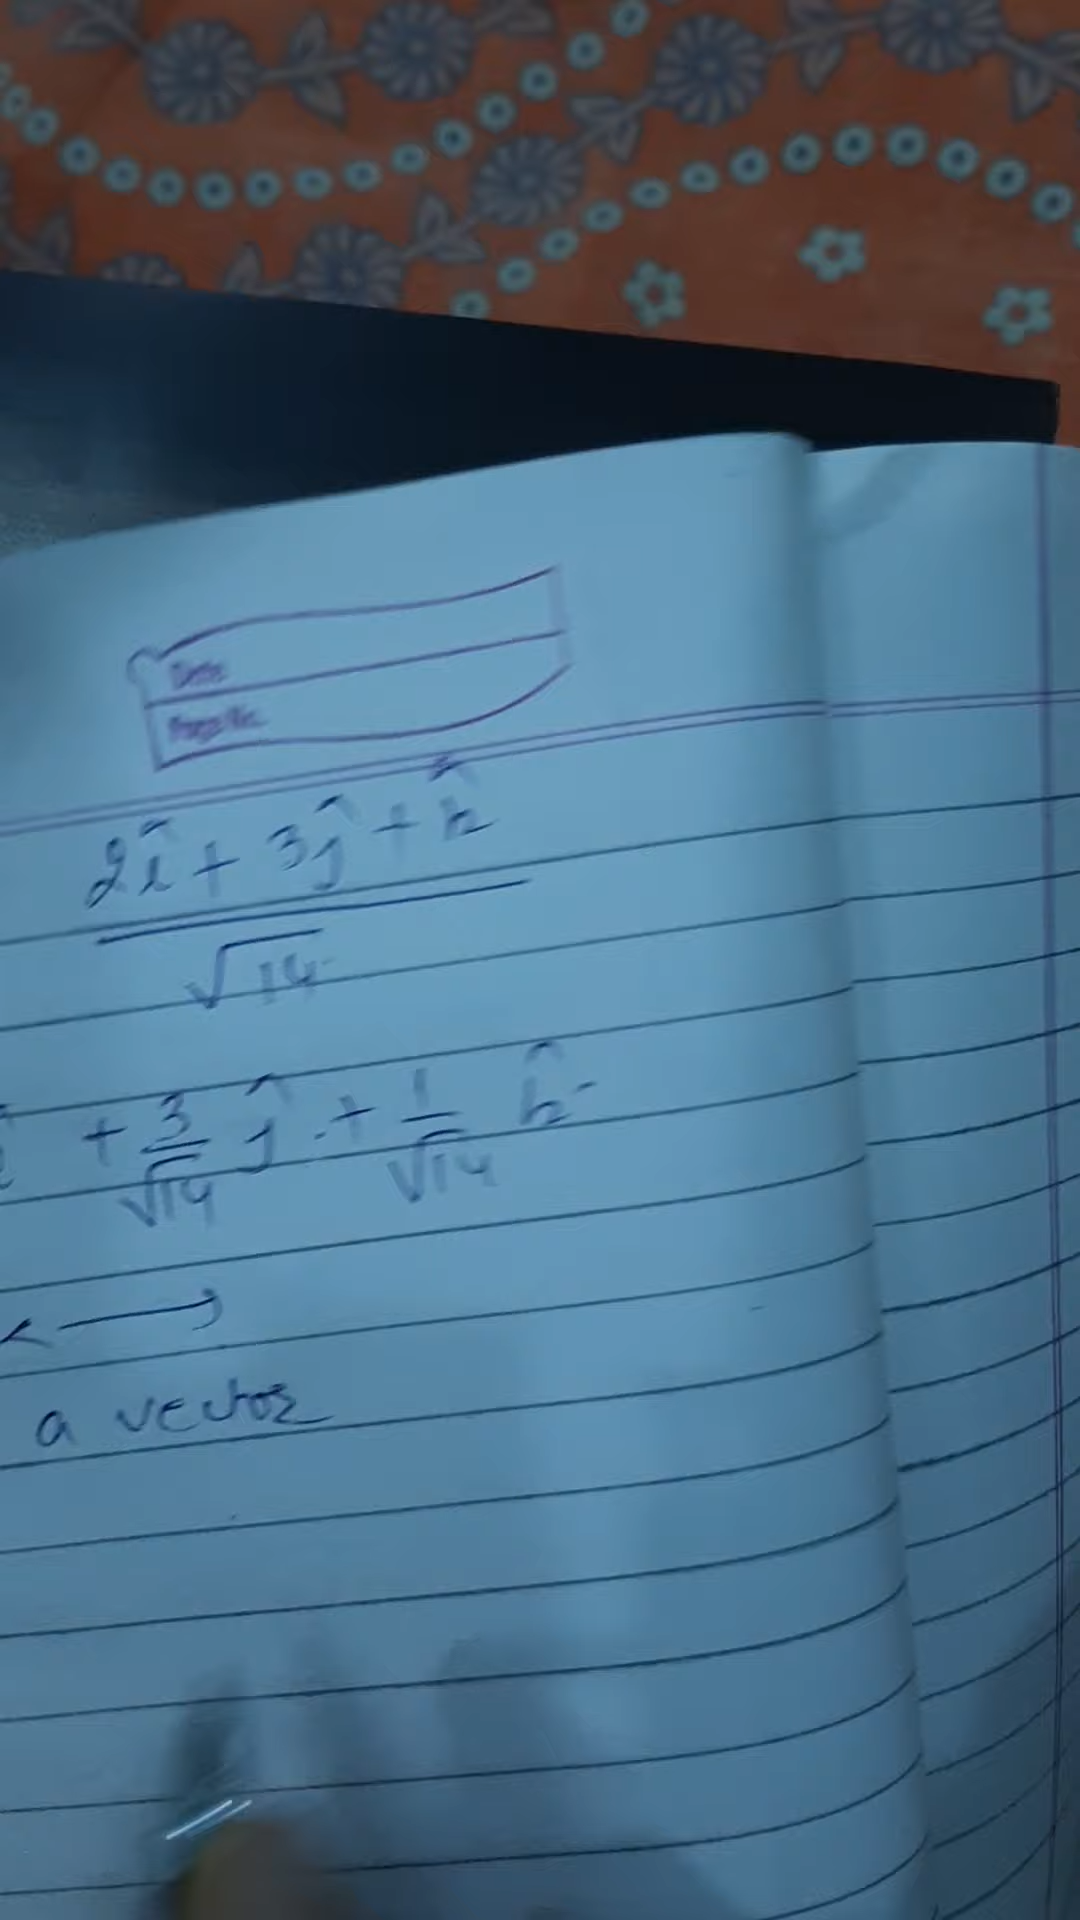 Date
Page No.
2î + 3ĵ + k̂
√14
+ 3/√14 ĵ + 1/√14 k̂
a vector